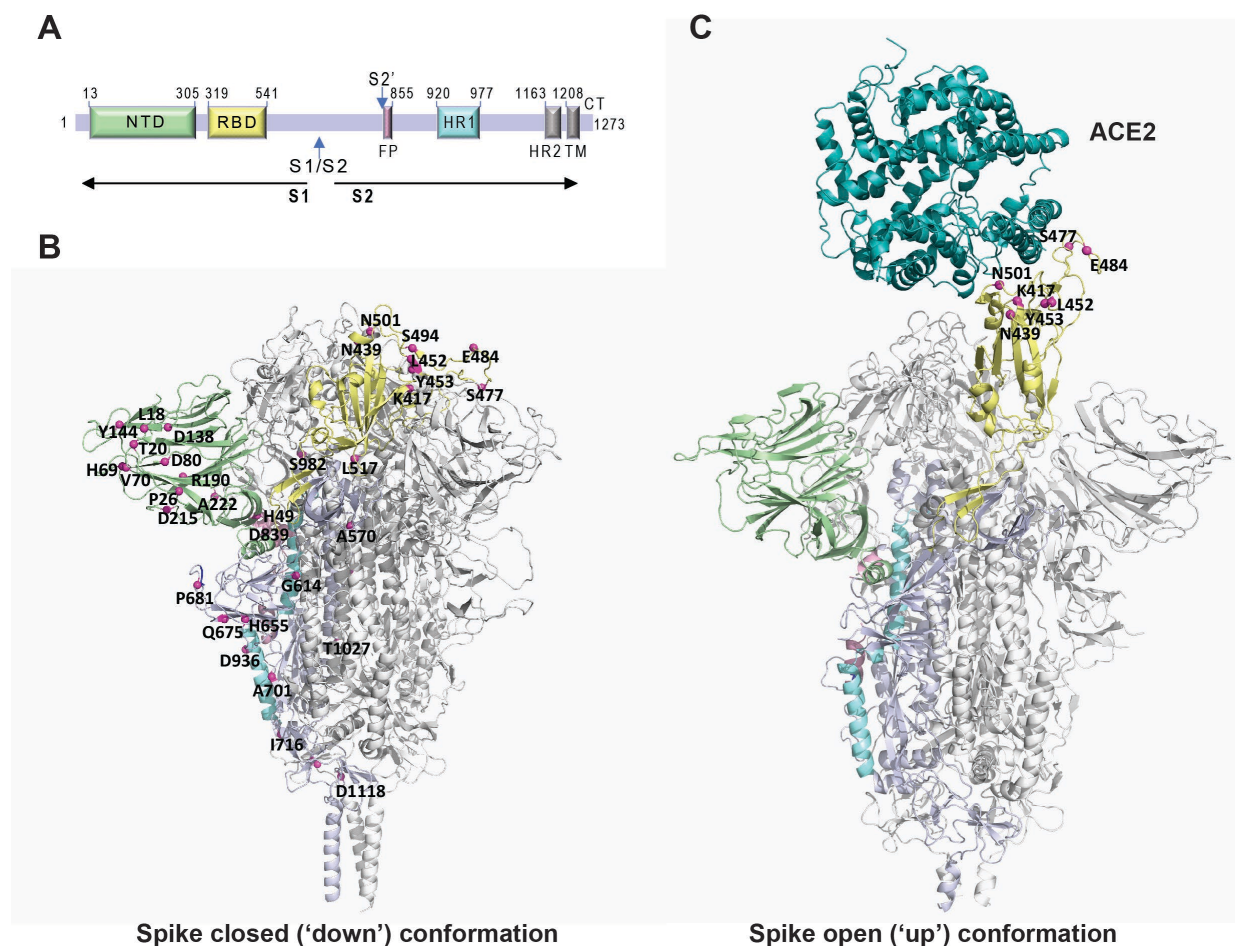 A
S2'
13 305 319 541 855 920 977 1163 1208 CT
1 NTD RBD HR1 1273
FP HR2 TM
S1/S2
S1 S2
B
N501
N439
S494
L452
E484
Y453
K417
S477
L18
Y144
D138
T20
H69
V70
D80
R190
P26
A222
D215
S982
L517
H49
D839
A570
G614
P681
Q675
H655
D936
T1027
A701
I716
D1118
Spike closed (‘down’) conformation
C
ACE2
S477
E484
N501
K417
L452
Y453
N439
Spike open (‘up’) conformation